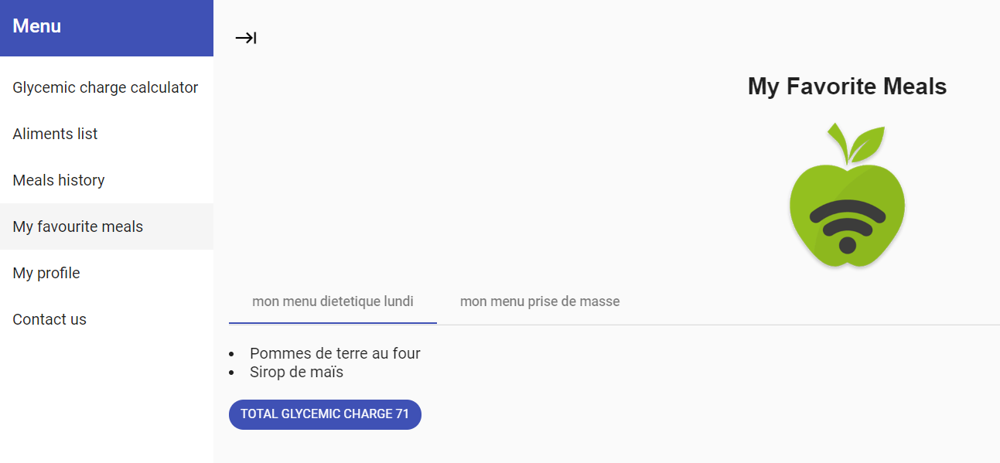 Menu
Glycemic charge calculator
Aliments list
Meals history
My favourite meals
My profile
Contact us
My Favorite Meals
mon menu dietetique lundi
mon menu prise de masse
Pommes de terre au four
Sirop de maïs
TOTAL GLYCEMIC CHARGE 71